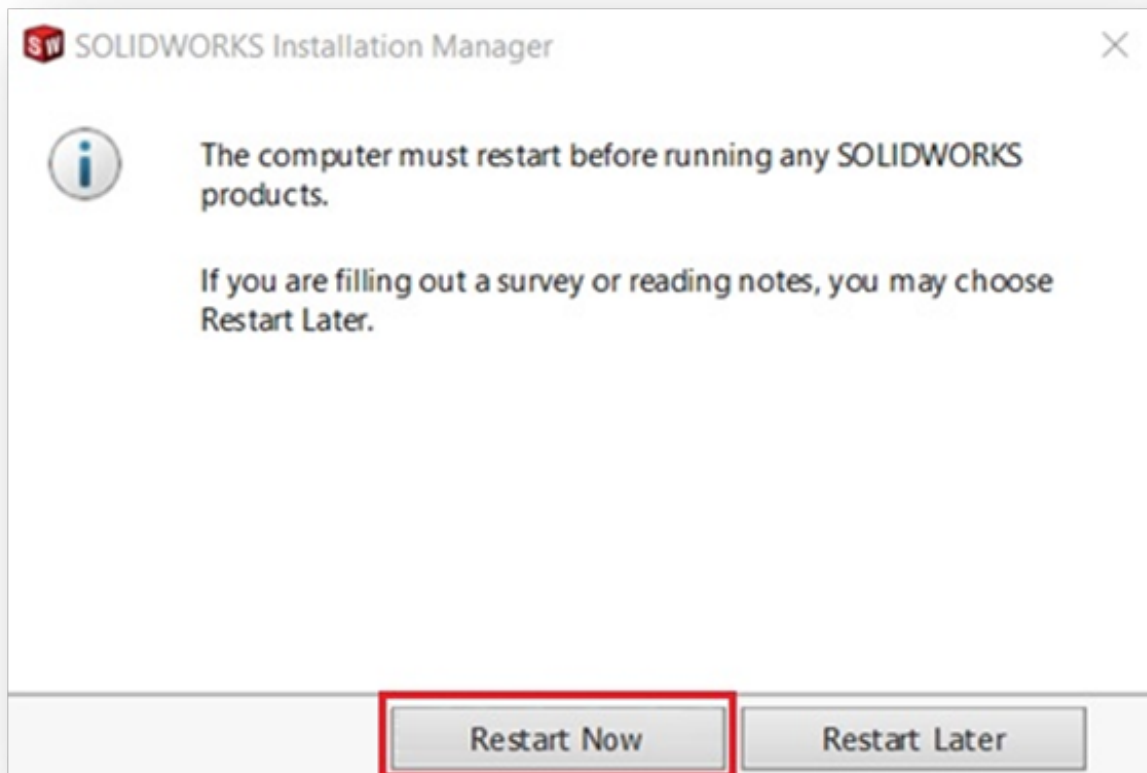 SW SOLIDWORKS Installation Manager
The computer must restart before running any SOLIDWORKS
products.
If you are filling out a survey or reading notes, you may choose
Restart Later.
Restart Now Restart Later